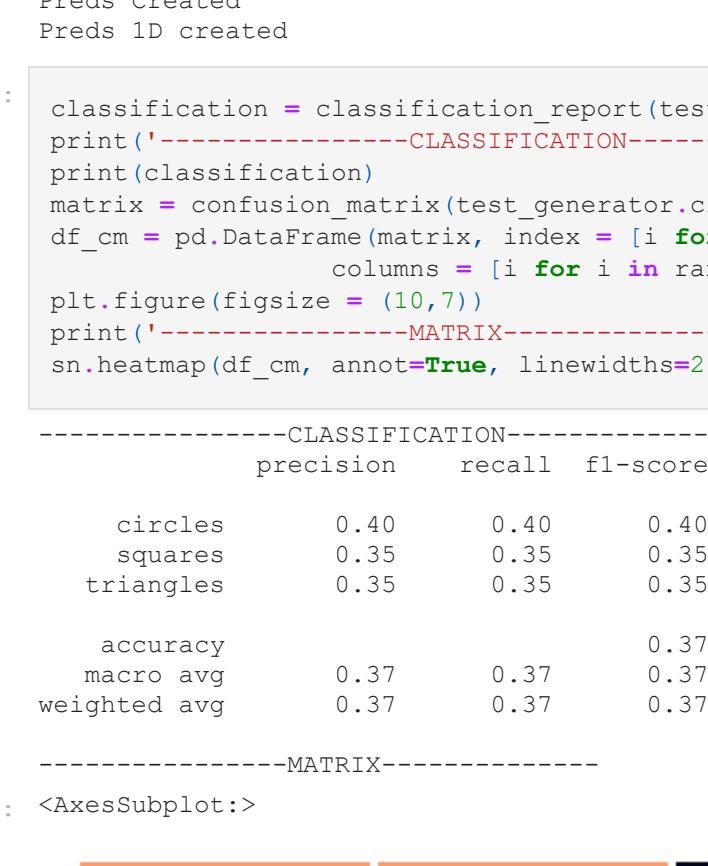 Preds Created
Preds 1D created
:
classification = classification_report(tes
print('----------------CLASSIFICATION-----
print(classification)
matrix = confusion_matrix(test_generator.c
df_cm = pd.DataFrame(matrix, index = [i fo
columns = [i for i in ra
plt.figure(figsize = (10,7))
print('----------------MATRIX-------------
sn.heatmap(df_cm, annot=True, linewidths=2
----------------CLASSIFICATION-------------
precision recall f1-score
circles 0.40 0.40 0.40
squares 0.35 0.35 0.35
triangles 0.35 0.35 0.35
accuracy 0.37
macro avg 0.37 0.37 0.37
weighted avg 0.37 0.37 0.37
----------------MATRIX--------------
: <AxesSubplot:>